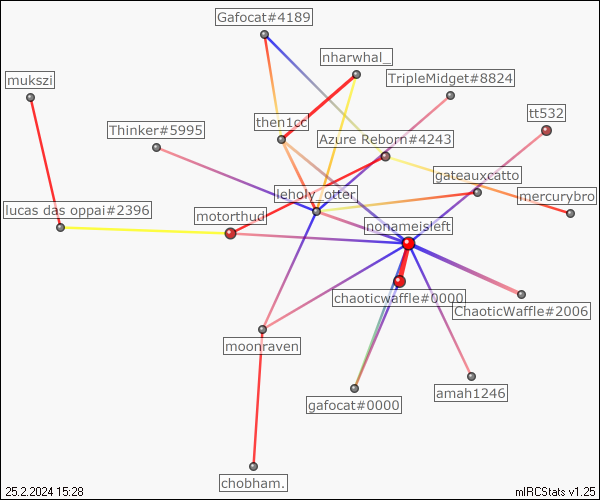 Gafocat#4189
nharwhal_
mukszi
TripleMidget#8824
tt532
then1cc
Thinker#5995
Azure Reborn#4243
gateauxcatto
leholy_otter
mercurybro
lucas das oppai#2396
motorthud
nonameisleft
chaoticwaffle#0000
ChaoticWaffle#2006
moonraven
amah1246
gafocat#0000
chobham.
25.2.2024 15:28
mIRCStats v1.25